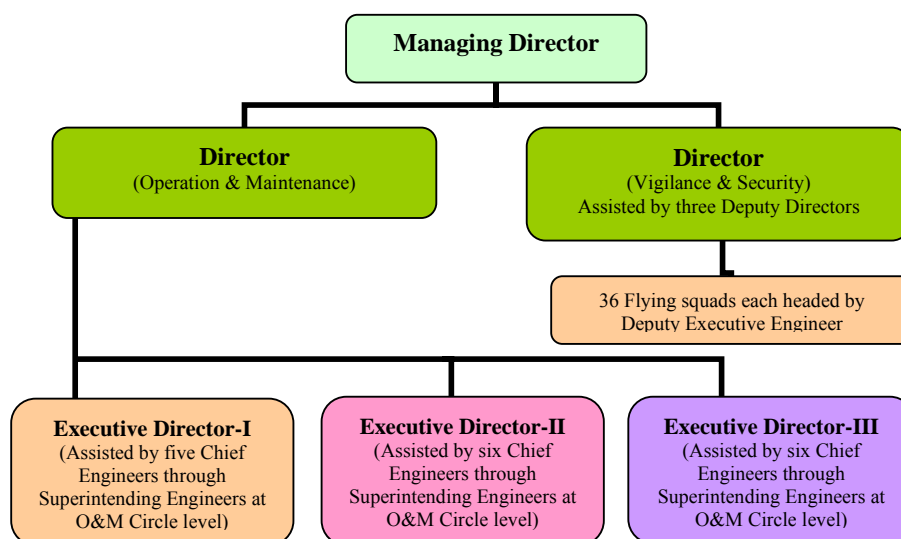 Managing Director
Director
(Operation & Maintenance)
Director
(Vigilance & Security)
Assisted by three Deputy Directors
36 Flying squads each headed by
Deputy Executive Engineer
Executive Director-I
(Assisted by five Chief
Engineers through
Superintending Engineers at
O&M Circle level)
Executive Director-II
(Assisted by six Chief
Engineers through
Superintending Engineers at
O&M Circle level)
Executive Director-III
(Assisted by six Chief
Engineers through
Superintending Engineers at
O&M Circle level)